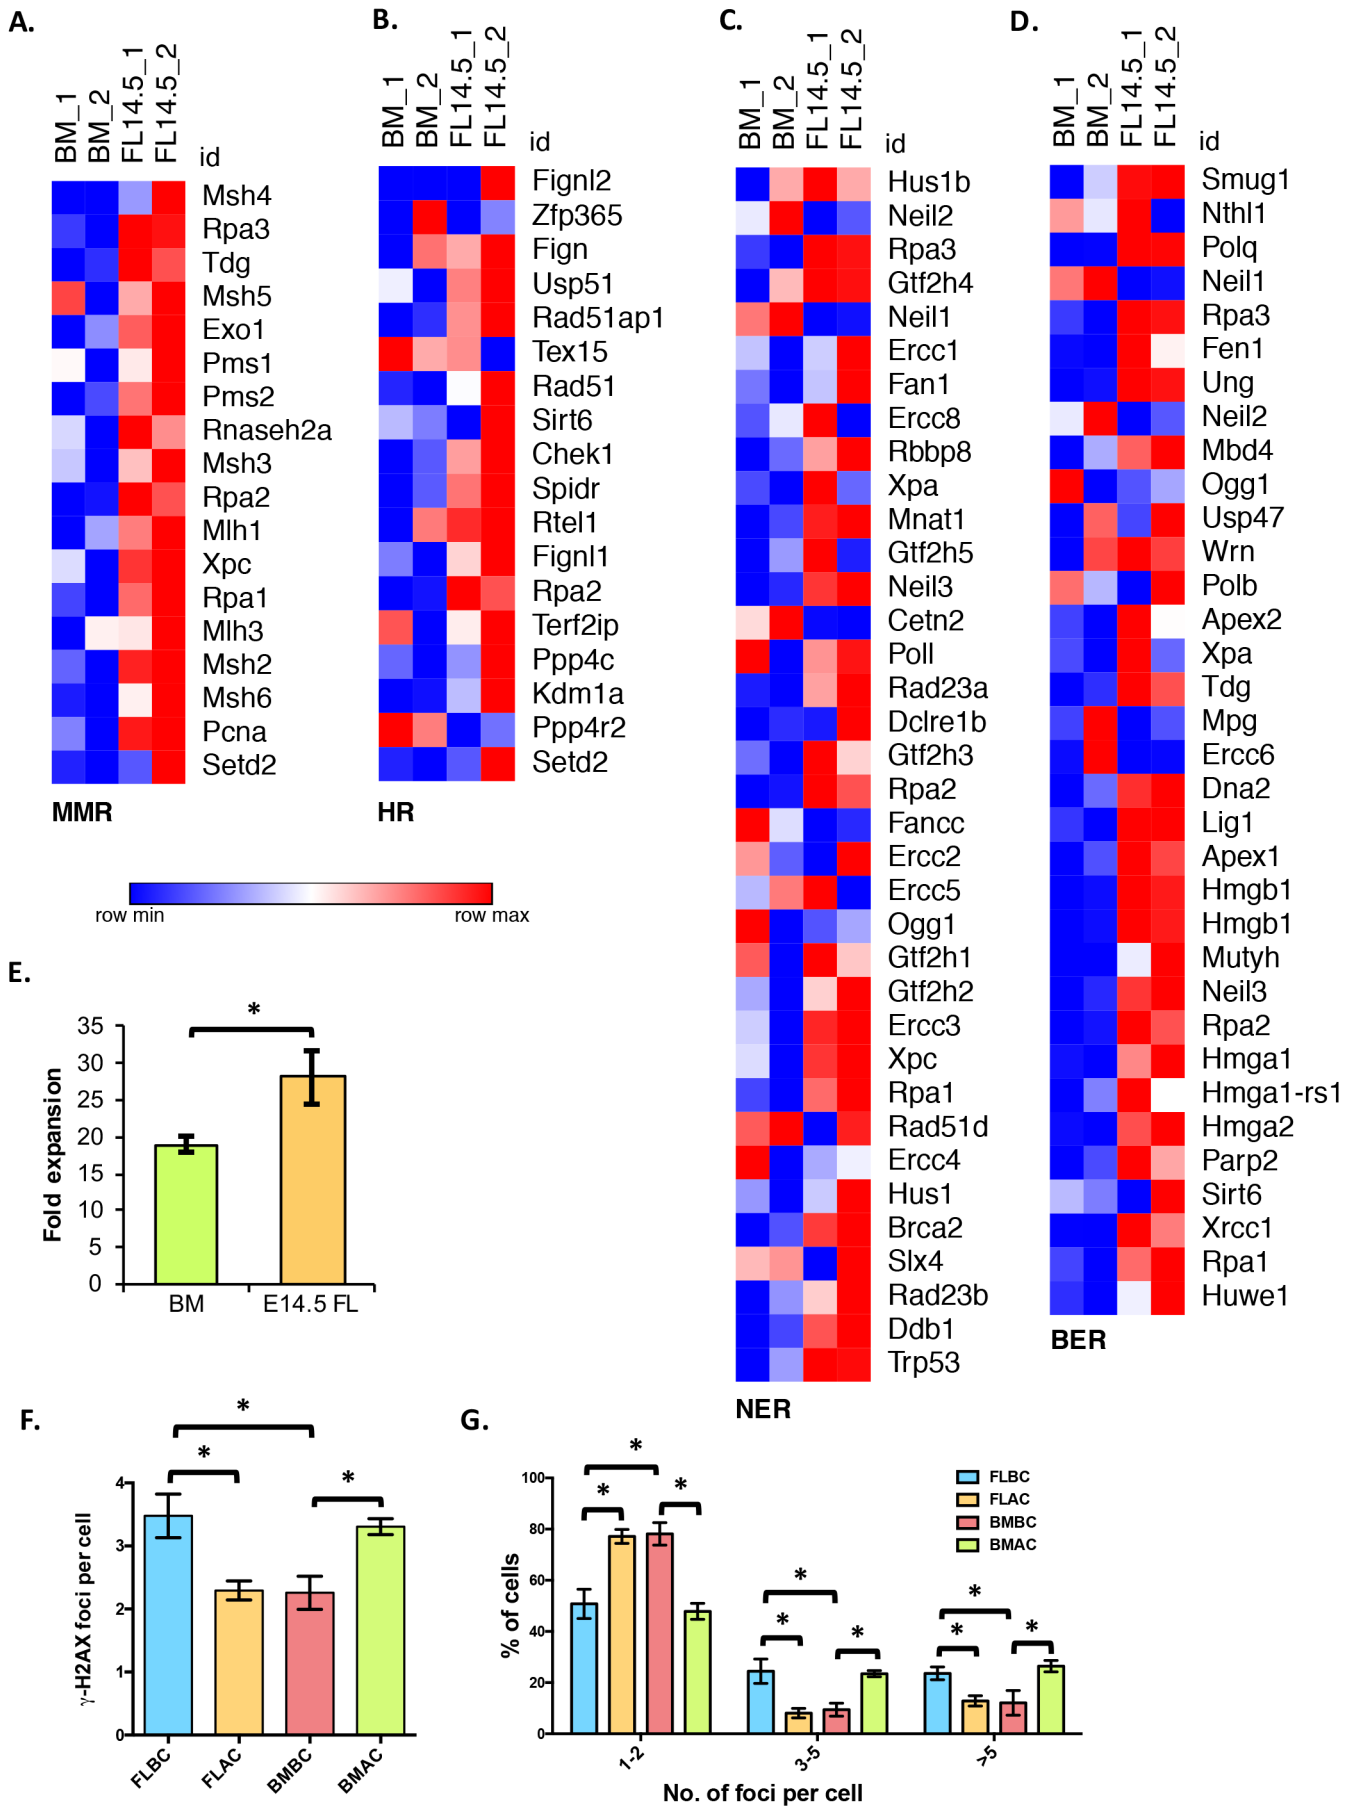 A.
BM_1
BM_2
FL14.5_1
FL14.5_2
id
Msh4
Rpa3
Tdg
Msh5
Exo1
Pms1
Pms2
Rnaseh2a
Msh3
Rpa2
Mlh1
Xpc
Rpa1
Mlh3
Msh2
Msh6
Pcna
Setd2
MMR
B.
BM_1
BM_2
FL14.5_1
FL14.5_2
id
Fignl2
Zfp365
Fign
Usp51
Rad51ap1
Tex15
Rad51
Sirt6
Chek1
Spidr
Rtel1
Fignl1
Rpa2
Terf2ip
Ppp4c
Kdm1a
Ppp4r2
Setd2
HR
row min
row max
C.
BM_1
BM_2
FL14.5_1
FL14.5_2
id
Hus1b
Neil2
Rpa3
Gtf2h4
Neil1
Ercc1
Fan1
Ercc8
Rbbp8
Xpa
Mnat1
Gtf2h5
Neil3
Cetn2
Poll
Rad23a
Dclre1b
Gtf2h3
Rpa2
Fancc
Ercc2
Ercc5
Ogg1
Gtf2h1
Gtf2h2
Ercc3
Xpc
Rpa1
Rad51d
Ercc4
Hus1
Brca2
Slx4
Rad23b
Ddb1
Trp53
NER
D.
BM_1
BM_2
FL14.5_1
FL14.5_2
id
Smug1
Nthl1
Polq
Neil1
Rpa3
Fen1
Ung
Neil2
Mbd4
Ogg1
Usp47
Wrn
Polb
Apex2
Xpa
Tdg
Mpg
Ercc6
Dna2
Lig1
Apex1
Hmgb1
Hmgb1
Mutyh
Neil3
Rpa2
Hmga1
Hmga1-rs1
Hmga2
Parp2
Sirt6
Xrcc1
Rpa1
Huwe1
BER
E.
Fold expansion
35
30
25
20
15
10
5
0
*
BM
E14.5 FL
F.
γ-H2AX foci per cell
4
3
2
1
0
*
*
*
FLBC
FLAC
BMBC
BMAC
G.
% of cells
100
80
60
40
20
0
*
*
*
*
*
*
*
*
*
1-2
3-5
>5
No. of foci per cell
FLBC
FLAC
BMBC
BMAC